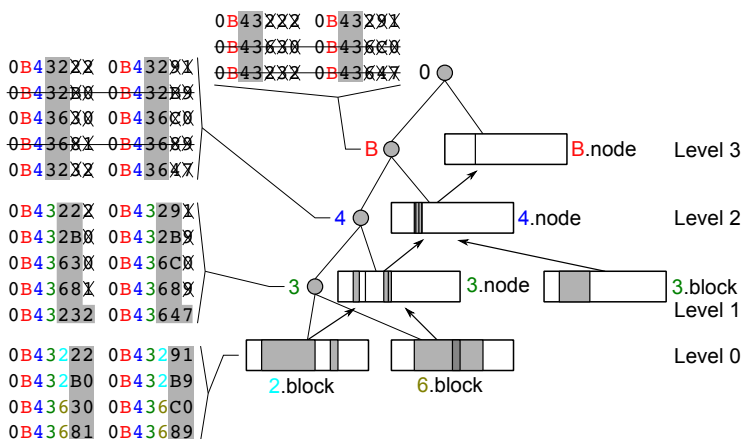 0B43222 0B43291
0B43630 0B436C0
0B43232 0B43647
0
0B43222 0B43291
0B432B0 0B432B9
0B43630 0B436C0
0B43681 0B43689
0B43232 0B43647
B
B.node
Level 3
4
4.node
Level 2
0B43222 0B43291
0B432B0 0B432B9
0B43630 0B436C0
0B43681 0B43689
0B43232 0B43647
3
3.node
3.block
Level 1
0B43222 0B43291
0B432B0 0B432B9
0B43630 0B436C0
0B43681 0B43689
2.block
6.block
Level 0